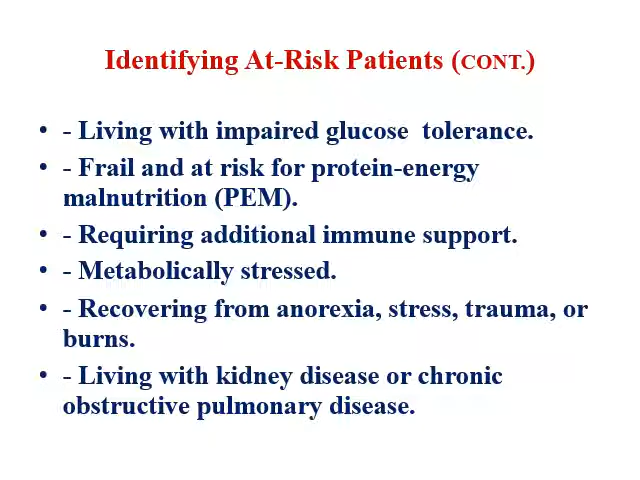 Identifying At-Risk Patients (CONT.)
• - Living with impaired glucose  tolerance.
• - Frail and at risk for protein-energy
malnutrition (PEM).
• - Requiring additional immune support.
• - Metabolically stressed.
• - Recovering from anorexia, stress, trauma, or
burns.
• - Living with kidney disease or chronic
obstructive pulmonary disease.